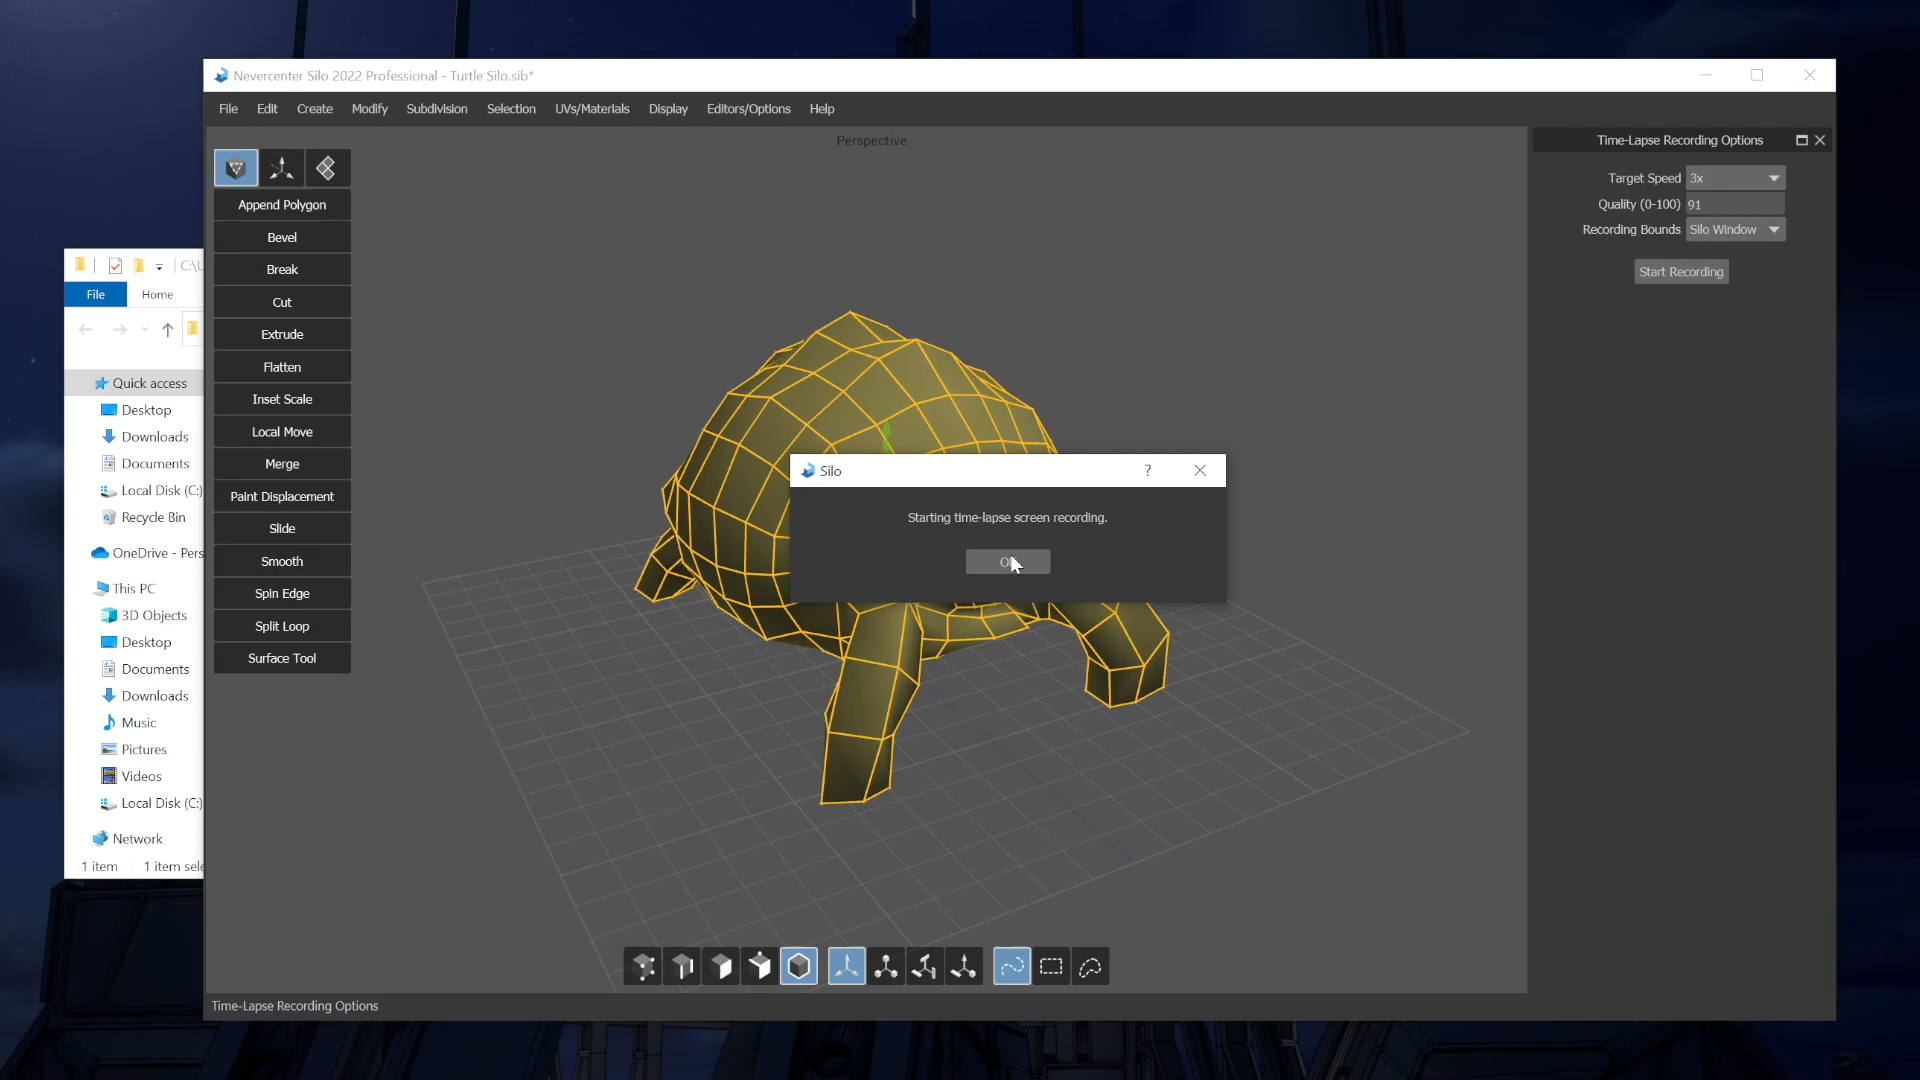 Nevercenter Silo 2022 Professional - Turtle Silo.sib*
File Edit Create Modify Subdivision Selection UVs/Materials Display Editors/Options Help
Perspective
Append Polygon
Bevel
Break
Cut
Extrude
Flatten
Inset Scale
Local Move
Merge
Paint Displacement
Slide
Smooth
Spin Edge
Split Loop
Surface Tool
Time-Lapse Recording Options
Target Speed 3x
Quality (0-100) 91
Recording Bounds Silo Window
Start Recording
Silo ?
Starting time-lapse screen recording.
Time-Lapse Recording Options
File Home
Quick access
Desktop
Downloads
Documents
Local Disk (C:)
Recycle Bin
OneDrive - Pers
This PC
3D Objects
Desktop
Documents
Downloads
Music
Pictures
Videos
Local Disk (C:)
Network
1 item 1 item sele